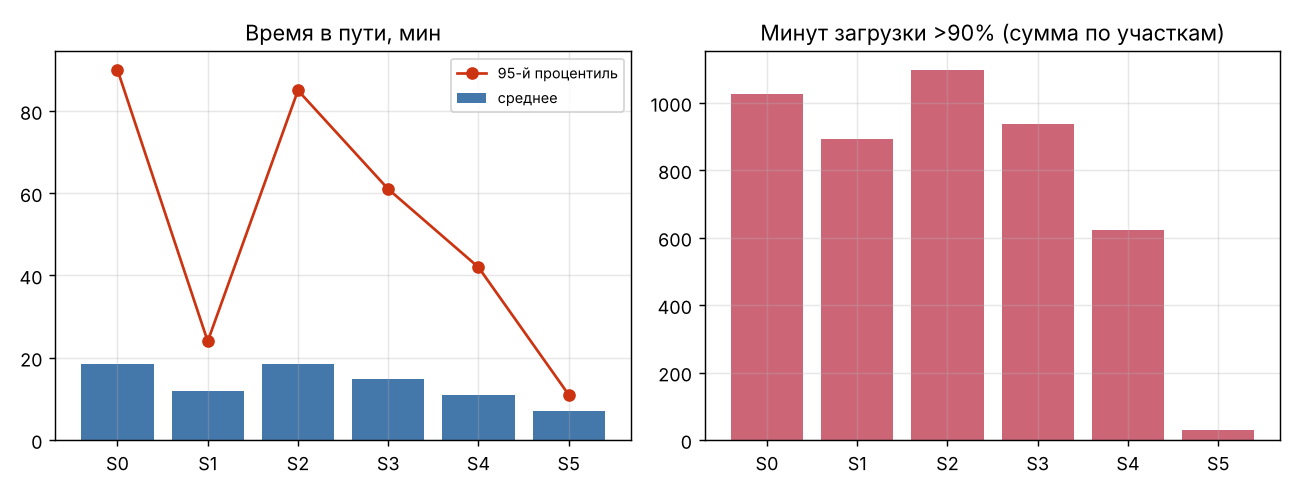 Время в пути, мин
95-й процентиль
среднее
80
60
40
20
0
S0 S1 S2 S3 S4 S5
Минут загрузки >90% (сумма по участкам)
1000
800
600
400
200
0
S0 S1 S2 S3 S4 S5